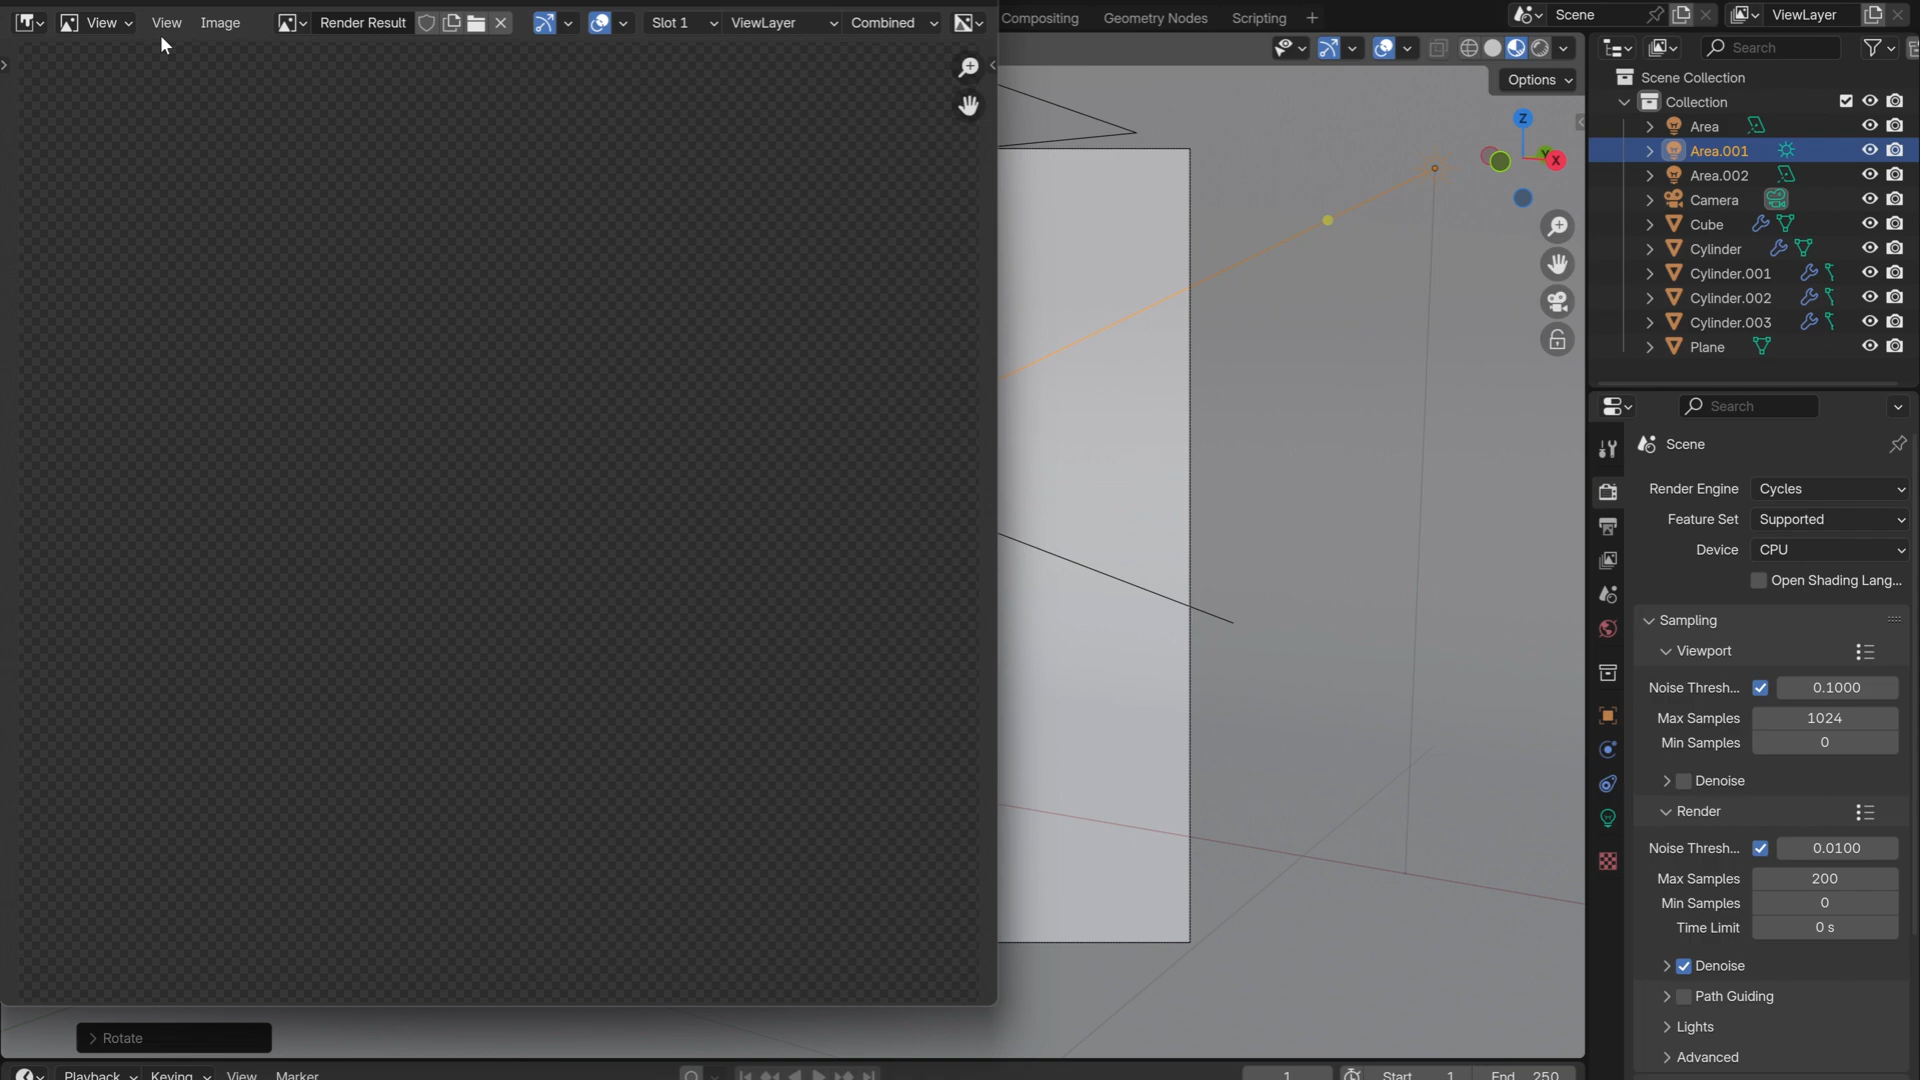 View View Image Render Result Slot 1 ViewLayer Combined
Compositing Geometry Nodes Scripting + Scene ViewLayer
Search
Options
Z
Y
X
Scene Collection
Collection
Area
Area.001
Area.002
Camera
Cube
Cylinder
Cylinder.001
Cylinder.002
Cylinder.003
Plane
Search
Scene
Render Engine Cycles
Feature Set Supported
Device CPU
Open Shading Lang...
Sampling
Viewport
Noise Thresh... 0.1000
Max Samples 1024
Min Samples 0
Denoise
Render
Noise Thresh... 0.0100
Max Samples 200
Min Samples 0
Time Limit 0 s
Denoise
Path Guiding
Lights
Advanced
Rotate
Playback Keying View Marker 1 Start 1 End 250